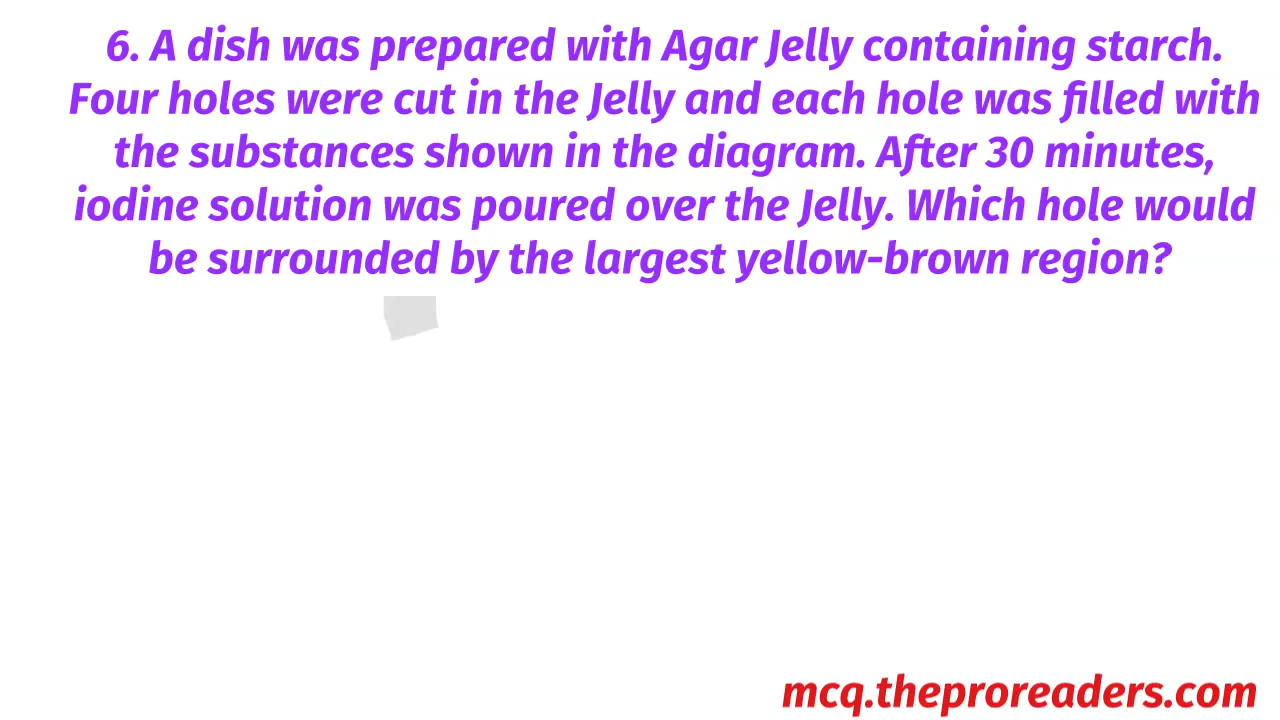 6. A dish was prepared with Agar Jelly containing starch.
Four holes were cut in the Jelly and each hole was filled with
the substances shown in the diagram. After 30 minutes,
iodine solution was poured over the Jelly. Which hole would
be surrounded by the largest yellow-brown region?
mcq.theproreaders.com